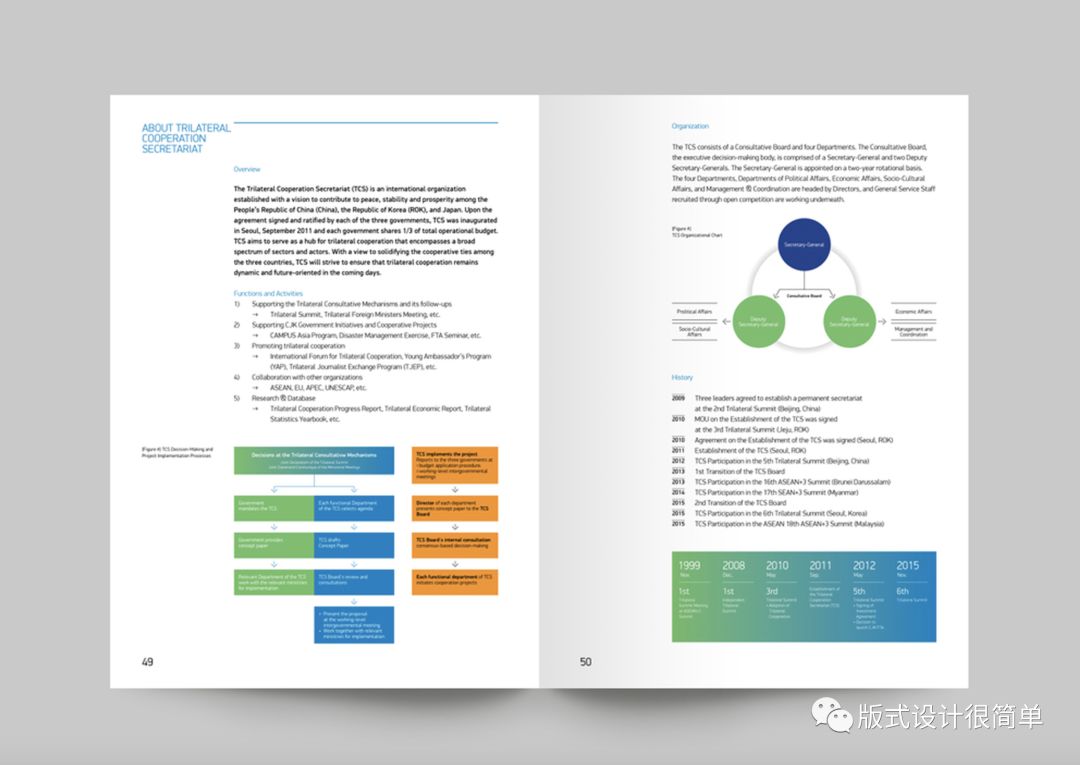 ABOUT TRILATERAL
COOPERATION
SECRETARIAT
Overview
The Trilateral Cooperation Secretariat (TCS) is an international organization
established with a vision to contribute to peace, stability and prosperity among the
People's Republic of China (China), the Republic of Korea (ROK), and Japan. Upon the
agreement signed and ratified by each of the three governments, TCS was inaugurated
in Seoul, September 2011 and each government shares 1/3 of total operational budget.
TCS aims to serve as a hub for trilateral cooperation that encompasses a broad
spectrum of sectors and actors. With a view to solidifying the cooperative ties among
the three countries, TCS will strive to ensure that trilateral cooperation remains
dynamic and future-oriented in the coming days.
Functions and Activities
1) Supporting the Trilateral Consultative Mechanisms and its follow-ups
→ Trilateral Summit, Trilateral Foreign Ministers Meeting, etc.
2) Supporting CJK Government Initiatives and Cooperative Projects
→ CAMPUS Asia Program, Disaster Management Exercise, FTA Seminar, etc.
3) Promoting trilateral cooperation
→ International Forum for Trilateral Cooperation, Young Ambassador's Program
(YAP), Trilateral Journalist Exchange Program (TJEP), etc.
4) Collaboration with other organizations
→ ASEAN, EU, APEC, UNESCAP, etc.
5) Research & Database
→ Trilateral Cooperation Progress Report, Trilateral Economic Report, Trilateral
Statistics Yearbook, etc.
[Figure #] TCS Decision-Making and
Project Implementation Processes
Decisions at the Trilateral Consultative Mechanisms
Joint Declaration of the Trilateral Summit
Joint Statement/Communique of the Ministerial Meetings
Government
mandates the TCS
Each functional Department
of the TCS selects agenda
Government provides
concept paper
TCS drafts
Concept Paper
Relevant Department of the TCS
work with the relevant ministries
for implementation
TCS Board's review and
consultations
• Present the proposal
at the working-level
intergovernmental meeting
• Work together with relevant
ministries for implementation
TCS implements the project
Reports to the three governments at
budget application procedure
working-level intergovernmental
meetings
Director of each department
presents concept paper to the TCS
Board
TCS Board's internal consultation
consensus-based decision-making
Each functional department of TCS
initiates cooperation projects
49
Organization
The TCS consists of a Consultative Board and four Departments. The Consultative Board,
the executive decision-making body, is comprised of a Secretary-General and two Deputy
Secretary-Generals. The Secretary-General is appointed on a two-year rotational basis.
The four Departments, Departments of Political Affairs, Economic Affairs, Socio-Cultural
Affairs, and Management & Coordination are headed by Directors, and General Service Staff
recruited through open competition are working underneath.
[Figure #]
TCS Organizational Chart
Secretary-General
Consultative Board
Deputy
Secretary-General
Deputy
Secretary-General
Prolitical Affairs
Socio-Cultural
Affairs
Economic Affairs
Management and
Coordination
History
2009 Three leaders agreed to establish a permanent secretariat
at the 2nd Trilateral Summit (Beijing, China)
2010 MOU on the Establishment of the TCS was signed
at the 3rd Trilateral Summit (Jeju, ROK)
2010 Agreement on the Establishment of the TCS was signed (Seoul, ROK)
2011 Establishment of the TCS (Seoul, ROK)
2012 TCS Participation in the 5th Trilateral Summit (Beijing, China)
2013 1st Transition of the TCS Board
2013 TCS Participation in the 16th ASEAN+3 Summit (Brunei Darussalam)
2014 TCS Participation in the 17th SEAN+3 Summit (Myanmar)
2015 2nd Transition of the TCS Board
2015 TCS Participation in the 6th Trilateral Summit (Seoul, Korea)
2015 TCS Participation in the ASEAN 18th ASEAN+3 Summit (Malaysia)
1999 2008 2010 2011 2012 2015
Nov. Dec. May Sep. May Nov.
1st
Trilateral
Summit Meeting
at ASEAN+3
Summit
1st
Independent
Trilateral
Summit
3rd
Trilateral Summit
• Adoption of
Trilateral
Cooperation
Establishment of
the Trilateral
Cooperation
Secretariat (TCS)
5th
Trilateral Summit
• Signing of
Investment
Agreement
• Decision to
launch CJK FTA
6th
Trilateral Summit
50
版式设计很简单